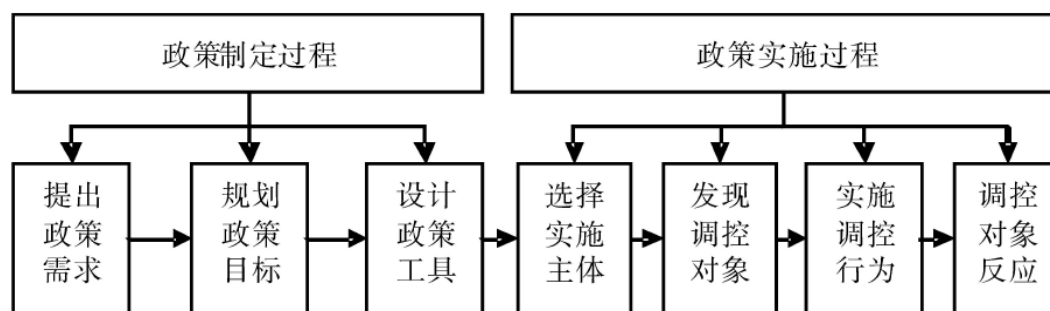 政策制定过程
政策实施过程
提出
政策
需求
规划
政策
目标
设计
政策
工具
选择
实施
主体
发现
调控
对象
实施
调控
行为
调控
对象
反应